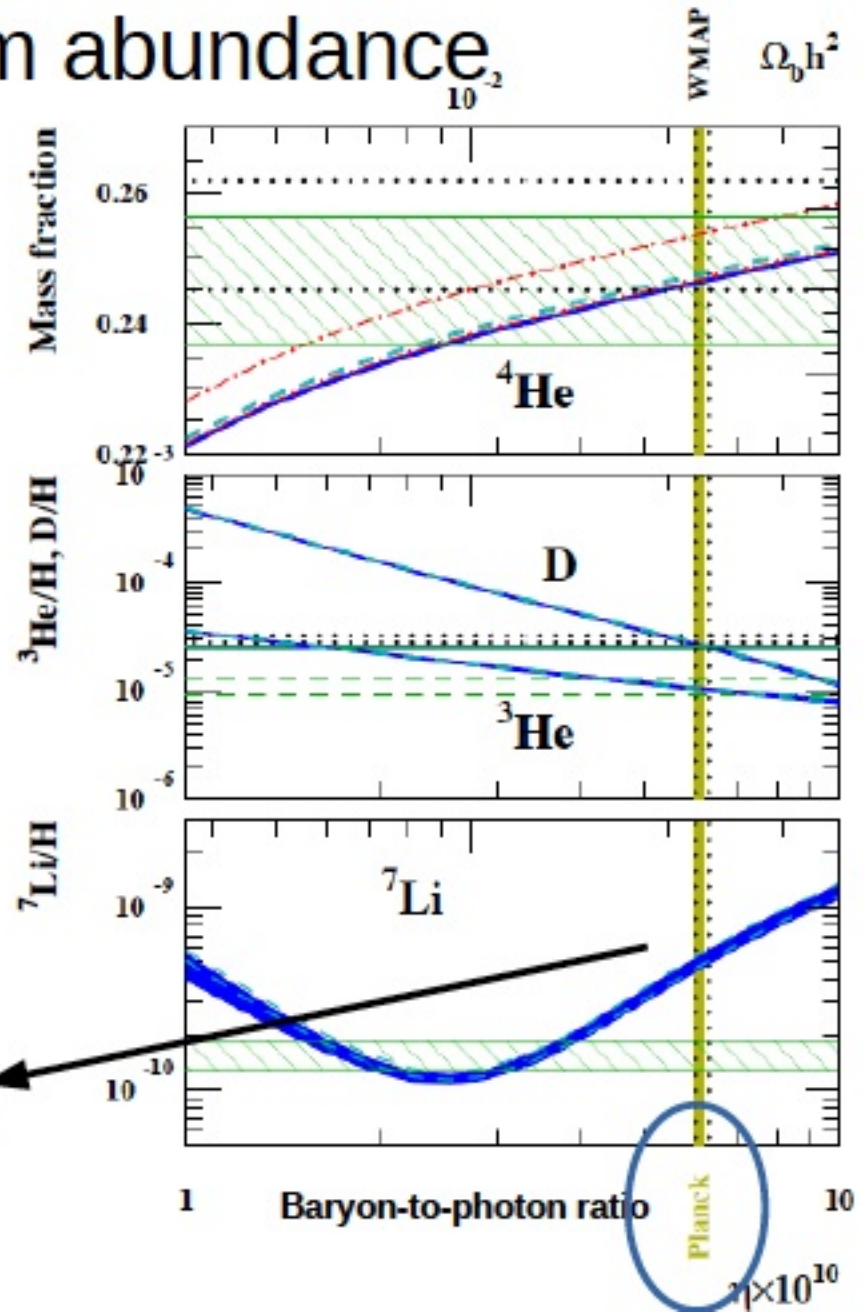 m abundance
WMAP
Ω_b h²
10⁻²
Mass fraction
0.26
0.24
0.22
⁴He
³He/H, D/H
10⁻³
10⁻⁴
10⁻⁵
10⁻⁶
D
³He
⁷Li/H
10⁻⁹
10⁻¹⁰
⁷Li
1
Baryon-to-photon ratio
Planck
10
η×10¹⁰